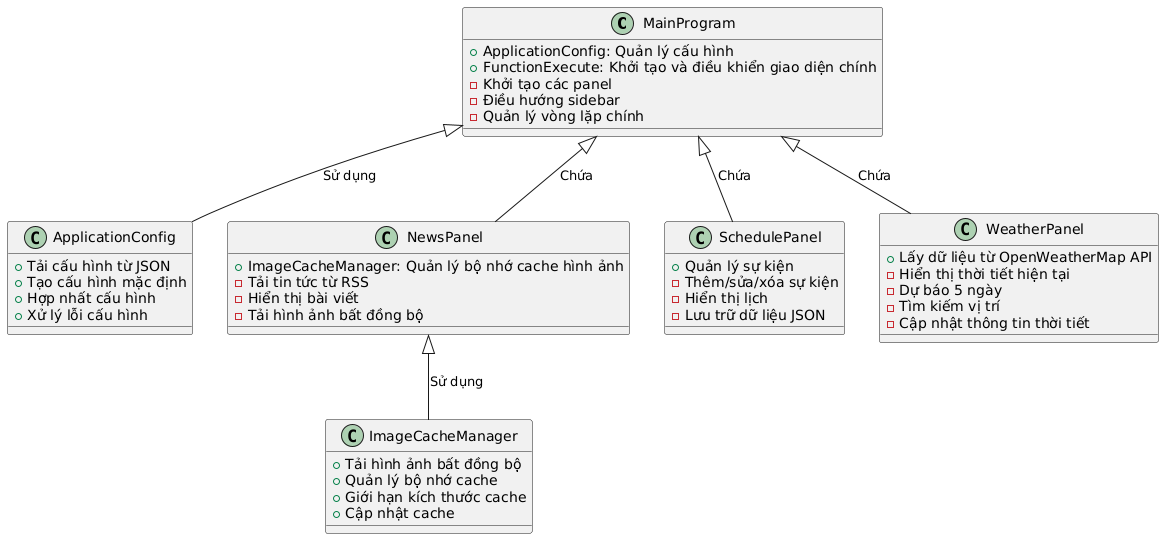 C MainProgram
ApplicationConfig: Quản lý cấu hình
FunctionExecute: Khởi tạo và điều khiển giao diện chính
Khởi tạo các panel
Điều hướng sidebar
Quản lý vòng lặp chính
Sử dụng
Chứa
Chứa
Chứa
C ApplicationConfig
Tải cấu hình từ JSON
Tạo cấu hình mặc định
Hợp nhất cấu hình
Xử lý lỗi cấu hình
C NewsPanel
ImageCacheManager: Quản lý bộ nhớ cache hình ảnh
Tải tin tức từ RSS
Hiển thị bài viết
Tải hình ảnh bất đồng bộ
C SchedulePanel
Quản lý sự kiện
Thêm/sửa/xóa sự kiện
Hiển thị lịch
Lưu trữ dữ liệu JSON
C WeatherPanel
Lấy dữ liệu từ OpenWeatherMap API
Hiển thị thời tiết hiện tại
Dự báo 5 ngày
Tìm kiếm vị trí
Cập nhật thông tin thời tiết
Sử dụng
C ImageCacheManager
Tải hình ảnh bất đồng bộ
Quản lý bộ nhớ cache
Giới hạn kích thước cache
Cập nhật cache